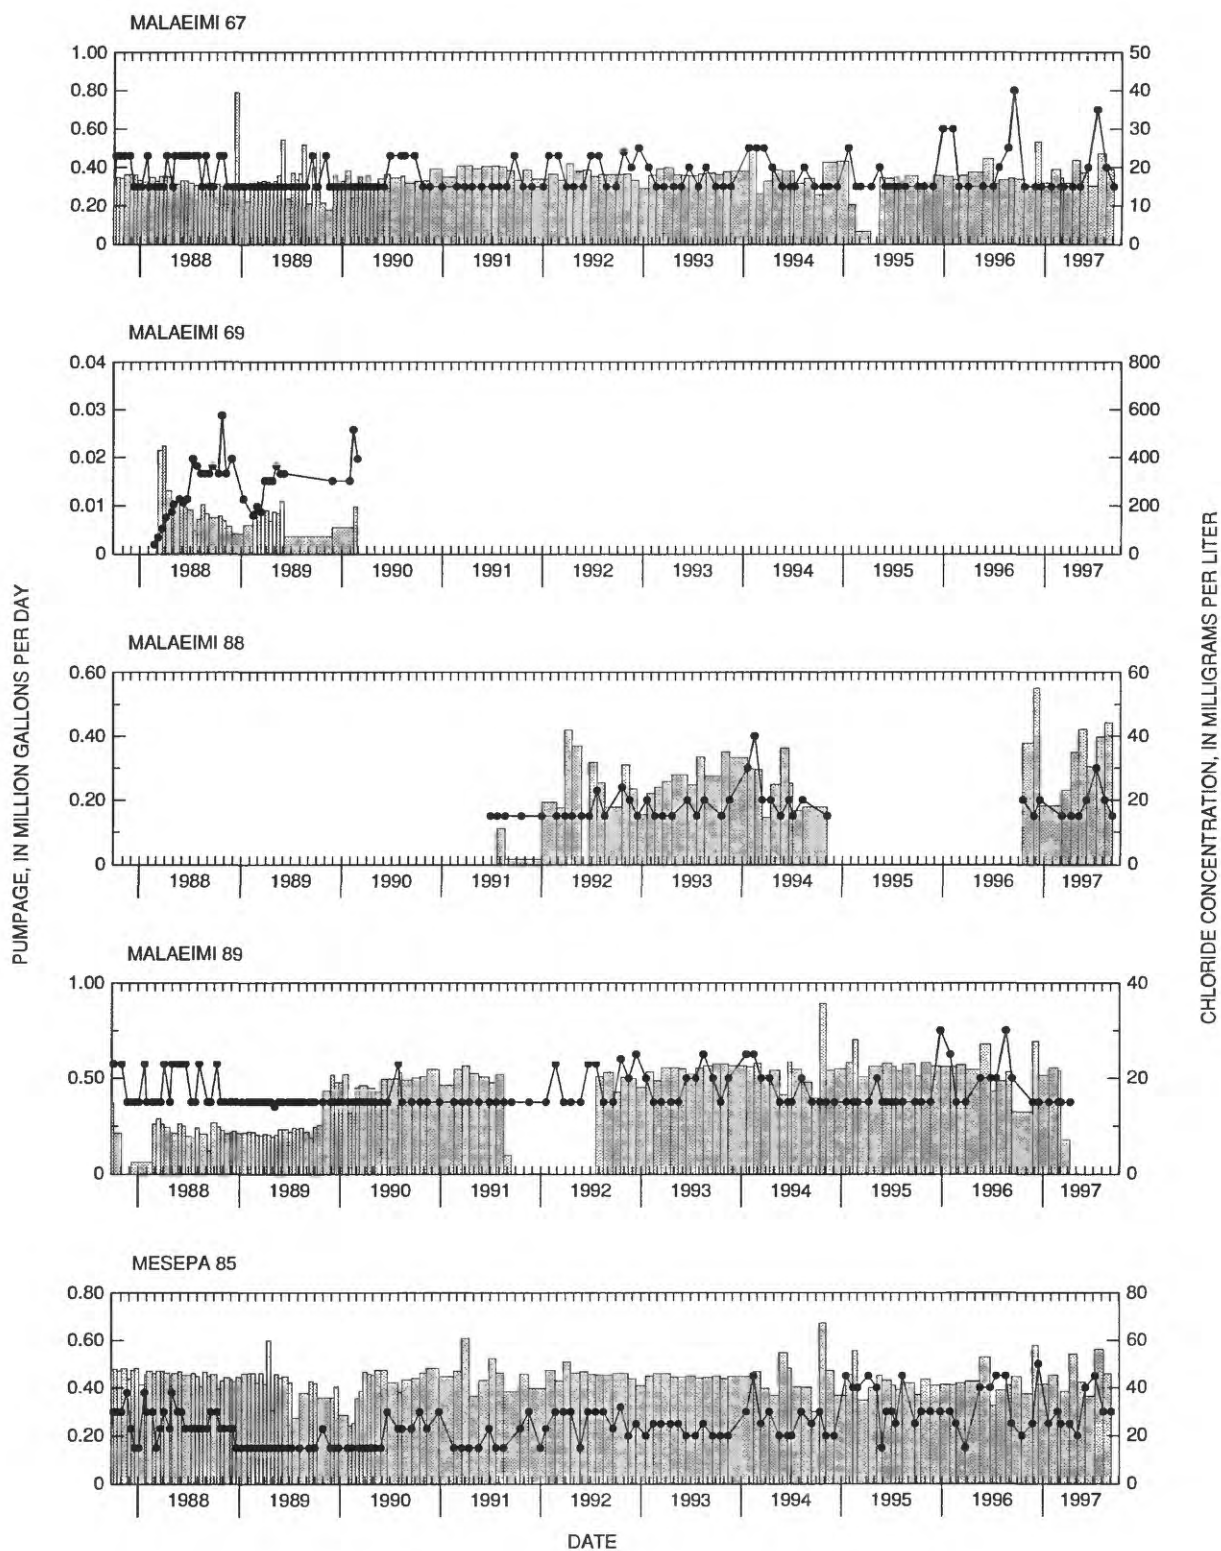 MALAEIMI 67
1.00 50
0.80 40
0.60 30
0.40 20
0.20 10
0 0
1988 1989 1990 1991 1992 1993 1994 1995 1996 1997
MALAEIMI 69
0.04 800
0.03 600
0.02 400
0.01 200
0 0
1988 1989 1990 1991 1992 1993 1994 1995 1996 1997
PUMPAGE, IN MILLION GALLONS PER DAY
CHLORIDE CONCENTRATION, IN MILLIGRAMS PER LITER
MALAEIMI 88
0.60 60
0.40 40
0.20 20
0 0
1988 1989 1990 1991 1992 1993 1994 1995 1996 1997
MALAEIMI 89
1.00 40
30
0.50 20
10
0 0
1988 1989 1990 1991 1992 1993 1994 1995 1996 1997
MESEPA 85
0.80 80
0.60 60
0.40 40
0.20 20
0 0
1988 1989 1990 1991 1992 1993 1994 1995 1996 1997
DATE